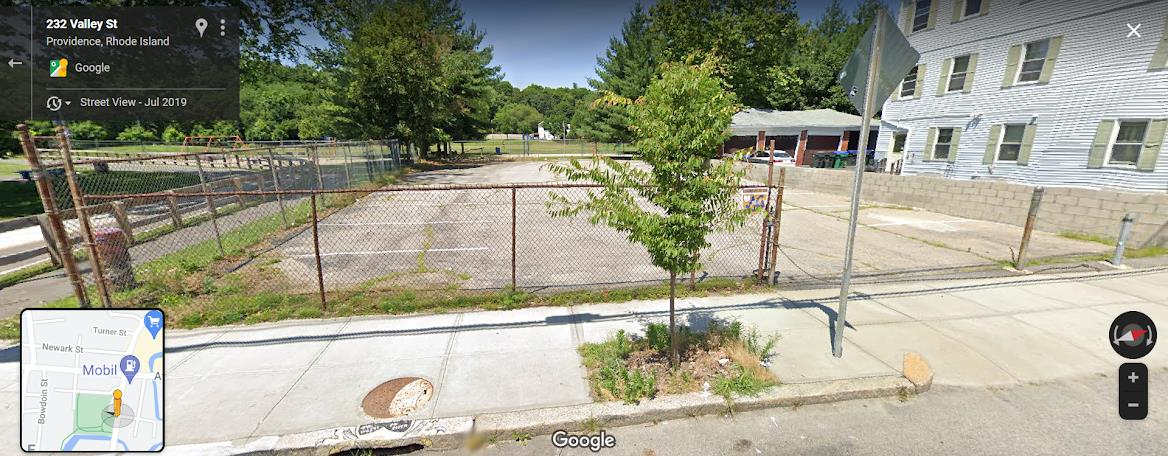 232 Valley St
Providence, Rhode Island
Google
Street View - Jul 2019
Turner St
Newark St
Mobil
Bowdoin St
A
Google